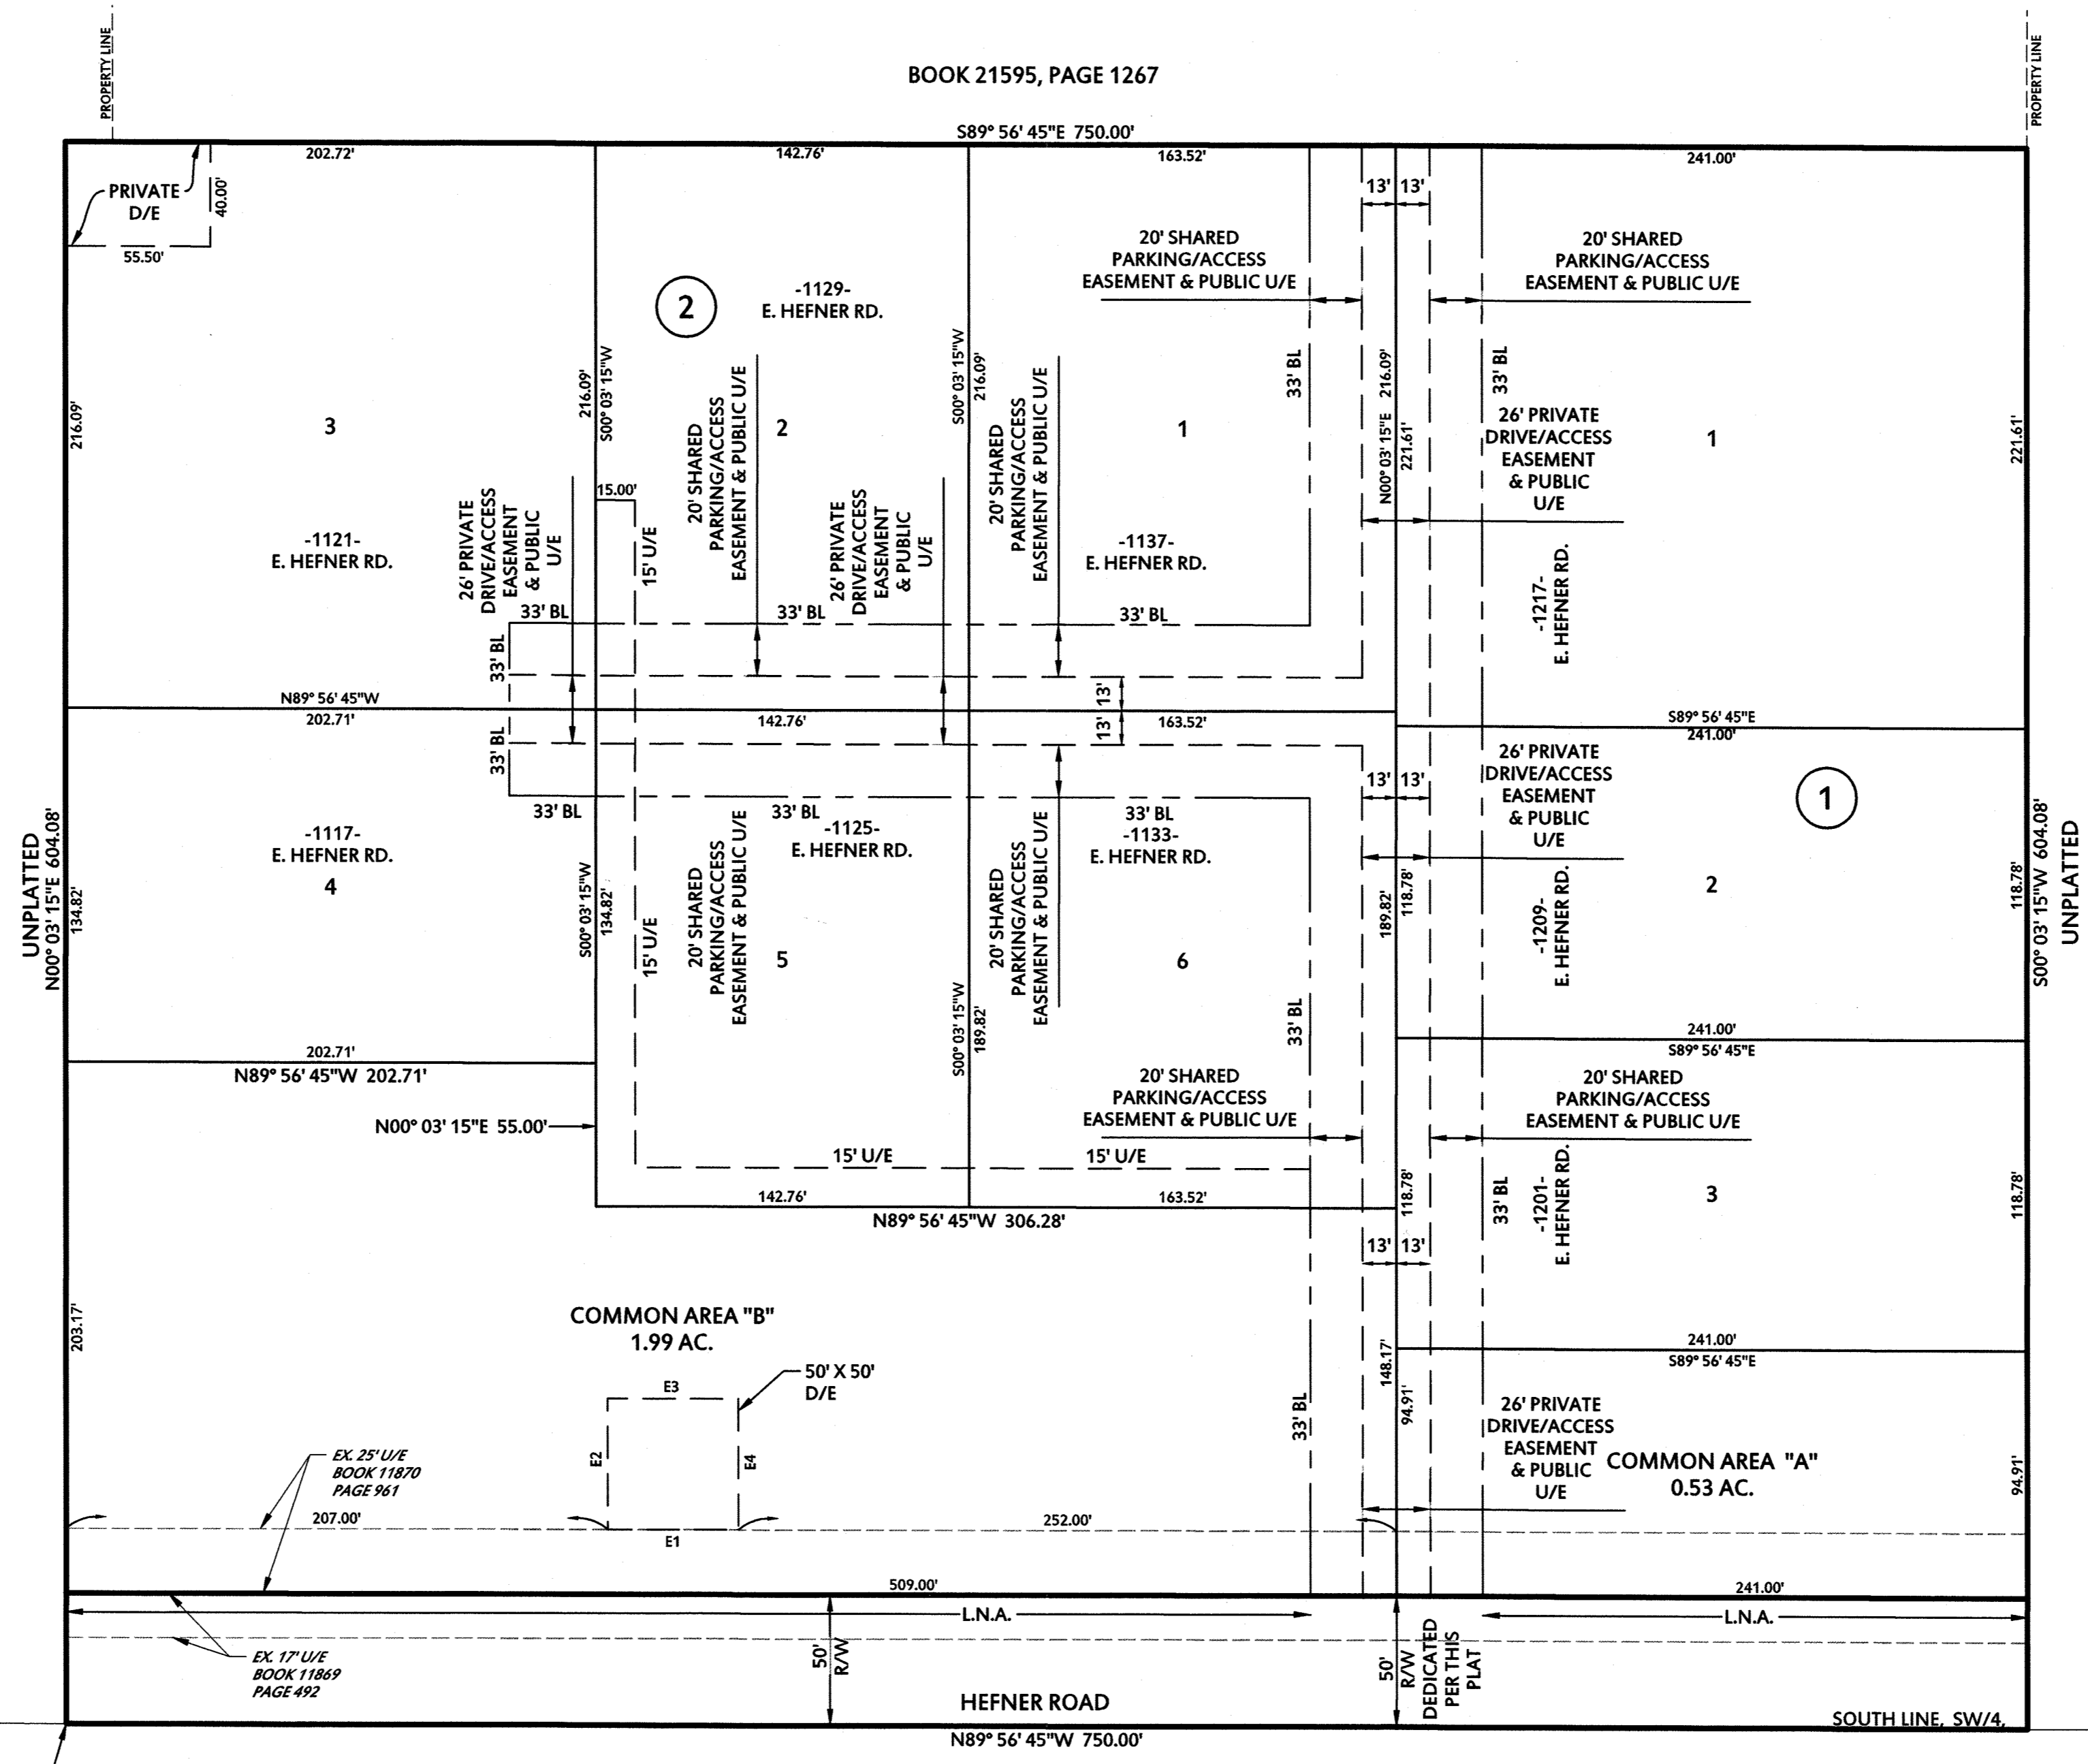 PROPERTY LINE
PROPERTY LINE
BOOK 21595, PAGE 1267
S89° 56' 45"E 750.00'
202.72'
142.76'
163.52'
241.00'
PRIVATE
D/E
40.00'
55.50'
13'
13'
20' SHARED
PARKING/ACCESS
EASEMENT & PUBLIC U/E
20' SHARED
PARKING/ACCESS
EASEMENT & PUBLIC U/E
2
-1129-
E. HEFNER RD.
216.09'
3
216.09'
S00° 03' 15"W
20' SHARED
PARKING/ACCESS
EASEMENT & PUBLIC U/E
2
S00° 03' 15"W
216.09'
20' SHARED
PARKING/ACCESS
EASEMENT & PUBLIC U/E
1
33' BL
N00° 03' 15"E 216.09'
221.61'
33' BL
26' PRIVATE
DRIVE/ACCESS
EASEMENT
& PUBLIC
U/E
1
221.61'
-1121-
E. HEFNER RD.
26' PRIVATE
DRIVE/ACCESS
EASEMENT
& PUBLIC
U/E
15.00'
15' U/E
26' PRIVATE
DRIVE/ACCESS
EASEMENT
& PUBLIC
U/E
-1137-
E. HEFNER RD.
-1217-
E. HEFNER RD.
33' BL
33' BL
33' BL
33' BL
N89° 56' 45"W
202.71'
142.76'
13'
13'
163.52'
S89° 56' 45"E
241.00'
33' BL
33' BL
33' BL
33' BL
13'
13'
26' PRIVATE
DRIVE/ACCESS
EASEMENT
& PUBLIC
U/E
1
UNPLATTED
N00° 03' 15"E 604.08'
134.82'
-1117-
E. HEFNER RD.
4
S00° 03' 15"W
134.82'
15' U/E
20' SHARED
PARKING/ACCESS
EASEMENT & PUBLIC U/E
-1125-
E. HEFNER RD.
5
S00° 03' 15"W
189.82'
20' SHARED
PARKING/ACCESS
EASEMENT & PUBLIC U/E
-1133-
E. HEFNER RD.
6
33' BL
189.82'
118.78'
-1209-
E. HEFNER RD.
2
118.78'
S00° 03' 15"W 604.08'
UNPLATTED
202.71'
N89° 56' 45"W 202.71'
241.00'
S89° 56' 45"E
N00° 03' 15"E 55.00'
20' SHARED
PARKING/ACCESS
EASEMENT & PUBLIC U/E
20' SHARED
PARKING/ACCESS
EASEMENT & PUBLIC U/E
15' U/E
15' U/E
142.76'
163.52'
N89° 56' 45"W 306.28'
118.78'
33' BL
-1201-
E. HEFNER RD.
3
118.78'
13'
13'
203.17'
COMMON AREA "B"
1.99 AC.
148.17'
241.00'
S89° 56' 45"E
50' X 50'
D/E
E3
E2
E4
E1
33' BL
94.91'
26' PRIVATE
DRIVE/ACCESS
EASEMENT
& PUBLIC
U/E
COMMON AREA "A"
0.53 AC.
94.91'
EX. 25' U/E
BOOK 11870
PAGE 961
207.00'
252.00'
509.00'
241.00'
L.N.A.
L.N.A.
EX. 17' U/E
BOOK 11869
PAGE 492
50'
R/W
50'
R/W
DEDICATED
PER THIS
PLAT
HEFNER ROAD
SOUTH LINE, SW/4,
N89° 56' 45"W 750.00'